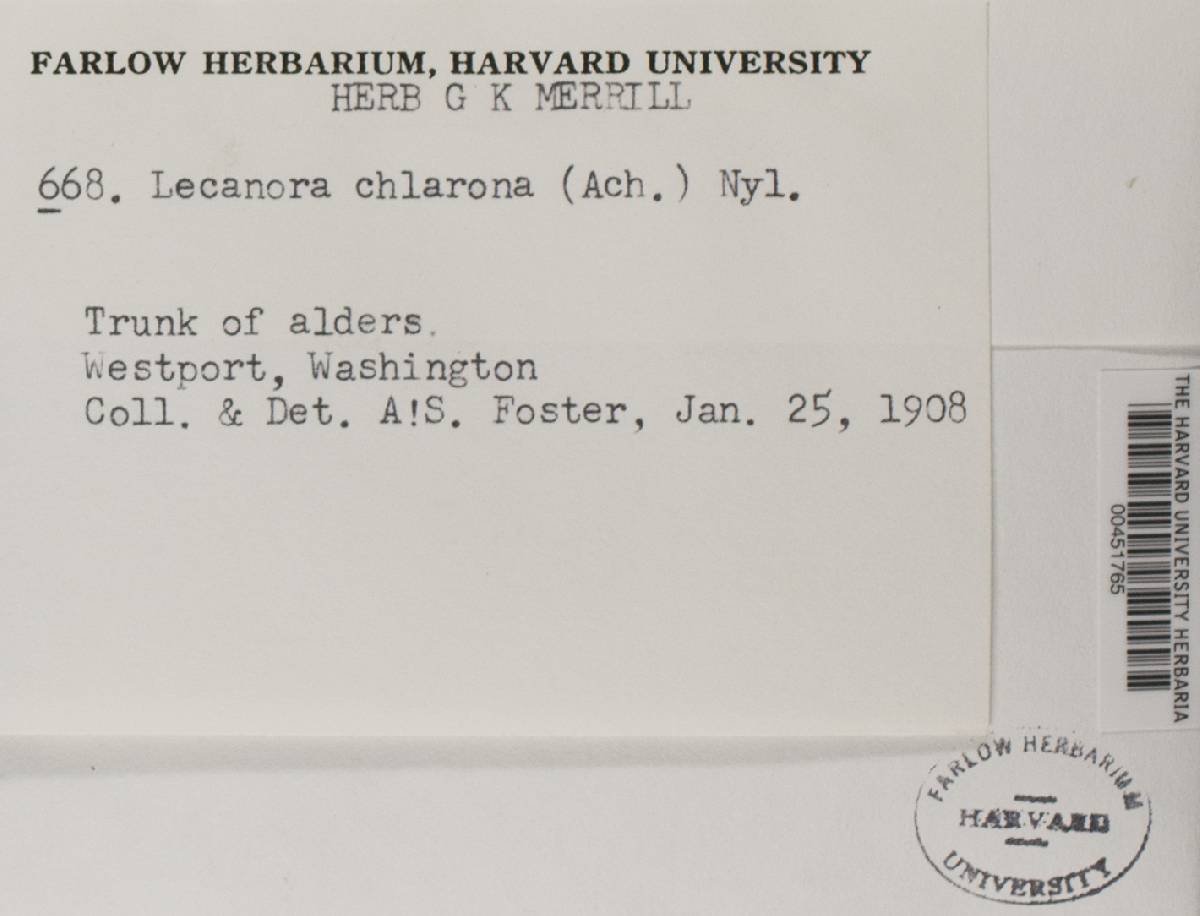 FARLOW HERBARIUM, HARVARD UNIVERSITY
HERB G K MERRILL
668. Lecanora chlarona (Ach.) Nyl.
Trunk of alders.
Westport, Washington
Coll. & Det. A!S. Foster, Jan. 25, 1908
THE HARVARD UNIVERSITY HERBARIA
00451765
FARLOW HERBARIUM
HARVARD
UNIVERSITY